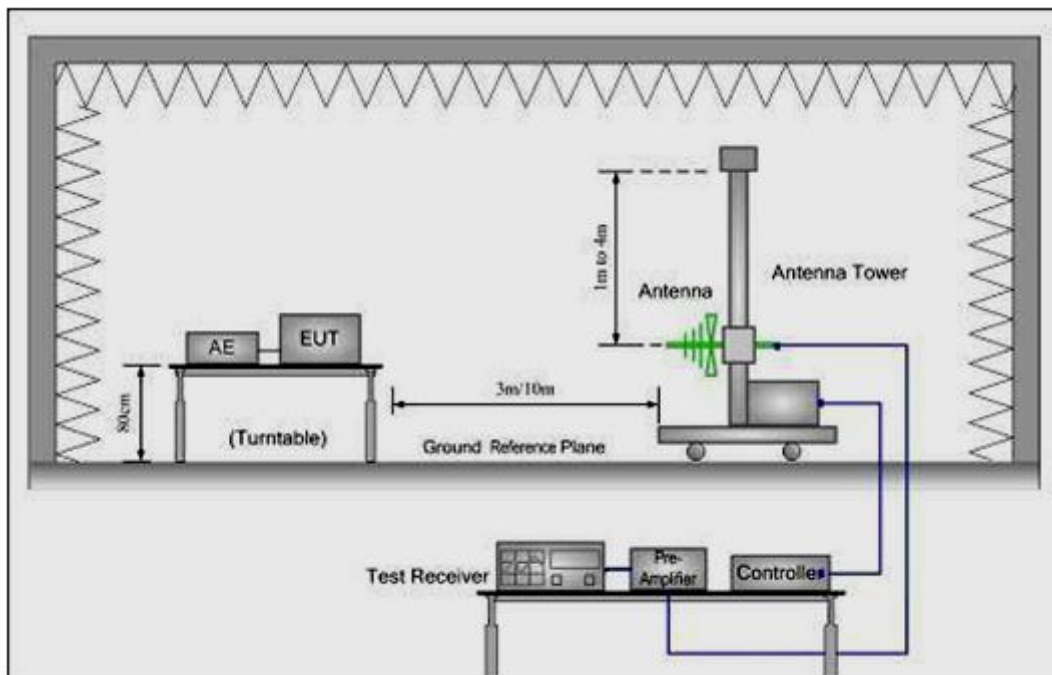 1m to 4m
Antenna Tower
Antenna
AE
EUT
3m/10m
80cm
(Turntable)
Ground Reference Plane
Test Receiver
Pre-
Amplifier
Controller